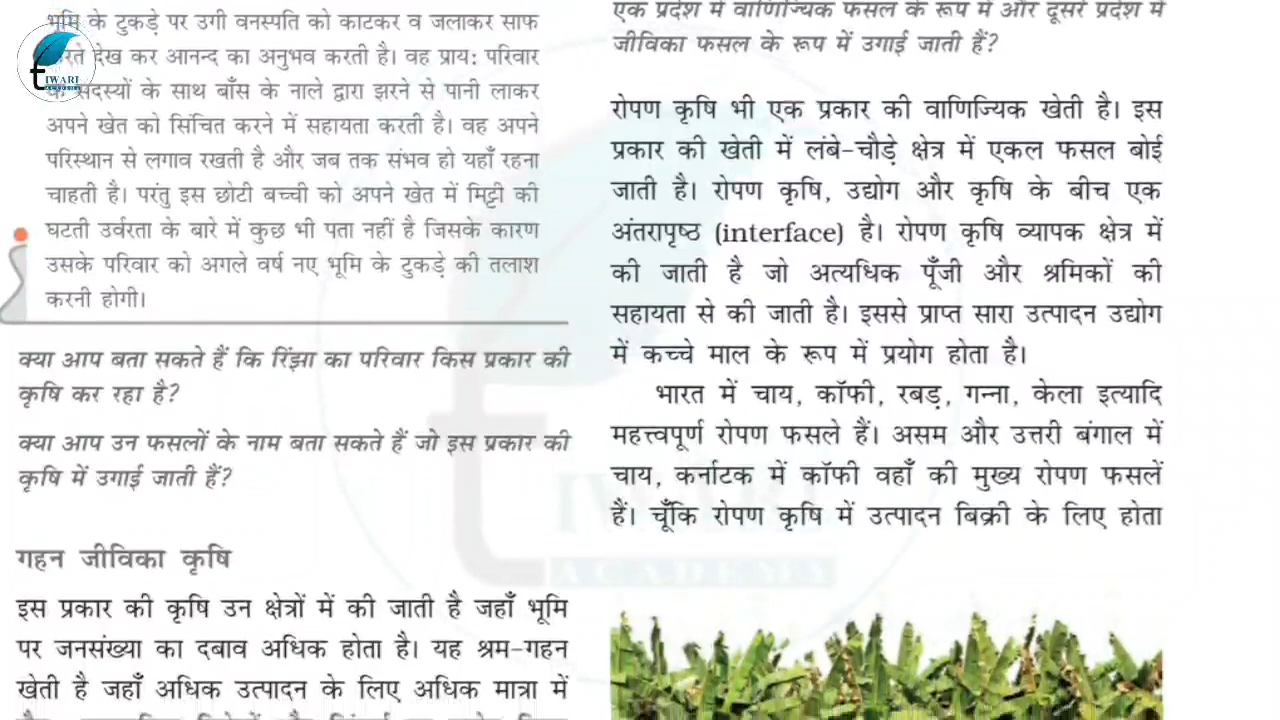 भूमि के टुकड़े पर उगी वनस्पति को काटकर व जलाकर साफ
देख कर आनन्द का अनुभव करती है। वह प्रायः परिवार
सदस्यों के साथ बाँस के नाले द्वारा झरने से पानी लाकर
अपने खेत को सिंचित करने में सहायता करती है। वह अपने
परिस्थान से लगाव रखती है और जब तक संभव हो यहाँ रहना
चाहती है। परंतु इस छोटी बच्ची को अपने खेत में मिट्टी की
घटती उर्वरता के बारे में कुछ भी पता नहीं है जिसके कारण
उसके परिवार को अगले वर्ष नए भूमि के टुकड़े की तलाश
करनी होगी।
क्या आप बता सकते हैं कि रिंझा का परिवार किस प्रकार की
कृषि कर रहा है?
क्या आप उन फसलों के नाम बता सकते हैं जो इस प्रकार की
कृषि में उगाई जाती हैं?
गहन जीविका कृषि
इस प्रकार की कृषि उन क्षेत्रों में की जाती है जहाँ भूमि
पर जनसंख्या का दबाव अधिक होता है। यह श्रम-गहन
खेती है जहाँ अधिक उत्पादन के लिए अधिक मात्रा में
एक प्रदेश में वाणिज्यिक फसल के रूप में और दूसरे प्रदेश में
जीविका फसल के रूप में उगाई जाती हैं?
रोपण कृषि भी एक प्रकार की वाणिज्यिक खेती है। इस
प्रकार की खेती में लंबे-चौड़े क्षेत्र में एकल फसल बोई
जाती है। रोपण कृषि, उद्योग और कृषि के बीच एक
अंतरापृष्ठ (interface) है। रोपण कृषि व्यापक क्षेत्र में
की जाती है जो अत्यधिक पूँजी और श्रमिकों की
सहायता से की जाती है। इससे प्राप्त सारा उत्पादन उद्योग
में कच्चे माल के रूप में प्रयोग होता है।
भारत में चाय, कॉफी, रबड़, गन्ना, केला इत्यादि
महत्त्वपूर्ण रोपण फसले हैं। असम और उत्तरी बंगाल में
चाय, कर्नाटक में कॉफी वहाँ की मुख्य रोपण फसलें
हैं। चूँकि रोपण कृषि में उत्पादन बिक्री के लिए होता
TIWARI
ACADEMY